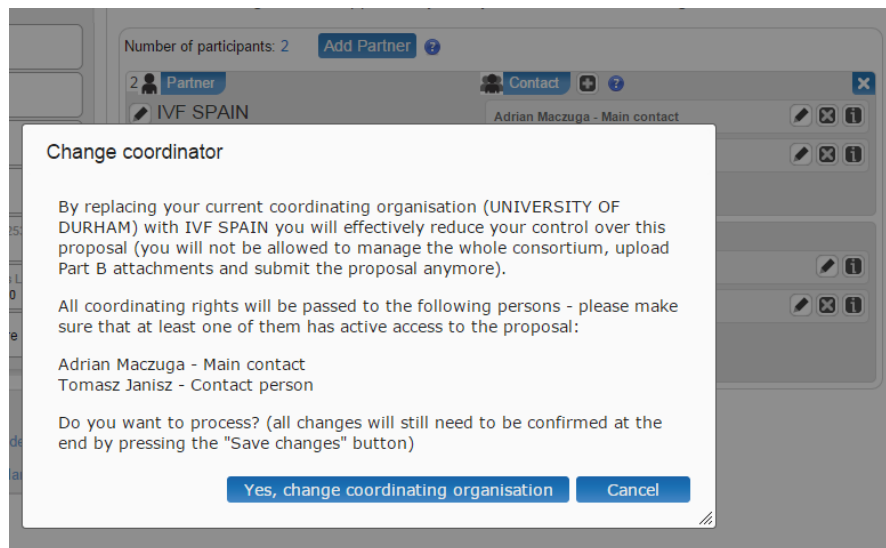 Number of participants: 2 Add Partner ?
2 Partner Contact ?
IVF SPAIN
Adrian Maczuga - Main contact
Change coordinator
By replacing your current coordinating organisation (UNIVERSITY OF
DURHAM) with IVF SPAIN you will effectively reduce your control over this
proposal (you will not be allowed to manage the whole consortium, upload
Part B attachments and submit the proposal anymore).
All coordinating rights will be passed to the following persons - please make
sure that at least one of them has active access to the proposal:
Adrian Maczuga - Main contact
Tomasz Janisz - Contact person
Do you want to process? (all changes will still need to be confirmed at the
end by pressing the "Save changes" button)
Yes, change coordinating organisation Cancel